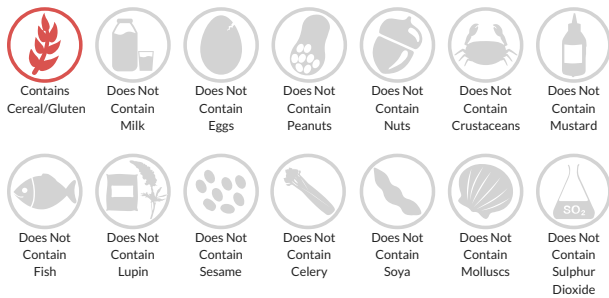 Contains
Cereal/Gluten
Does Not
Contain
Milk
Does Not
Contain
Eggs
Does Not
Contain
Peanuts
Does Not
Contain
Nuts
Does Not
Contain
Crustaceans
Does Not
Contain
Mustard
Does Not
Contain
Fish
Does Not
Contain
Lupin
Does Not
Contain
Sesame
Does Not
Contain
Celery
Does Not
Contain
Soya
Does Not
Contain
Molluscs
SO₂
Does Not
Contain
Sulphur
Dioxide